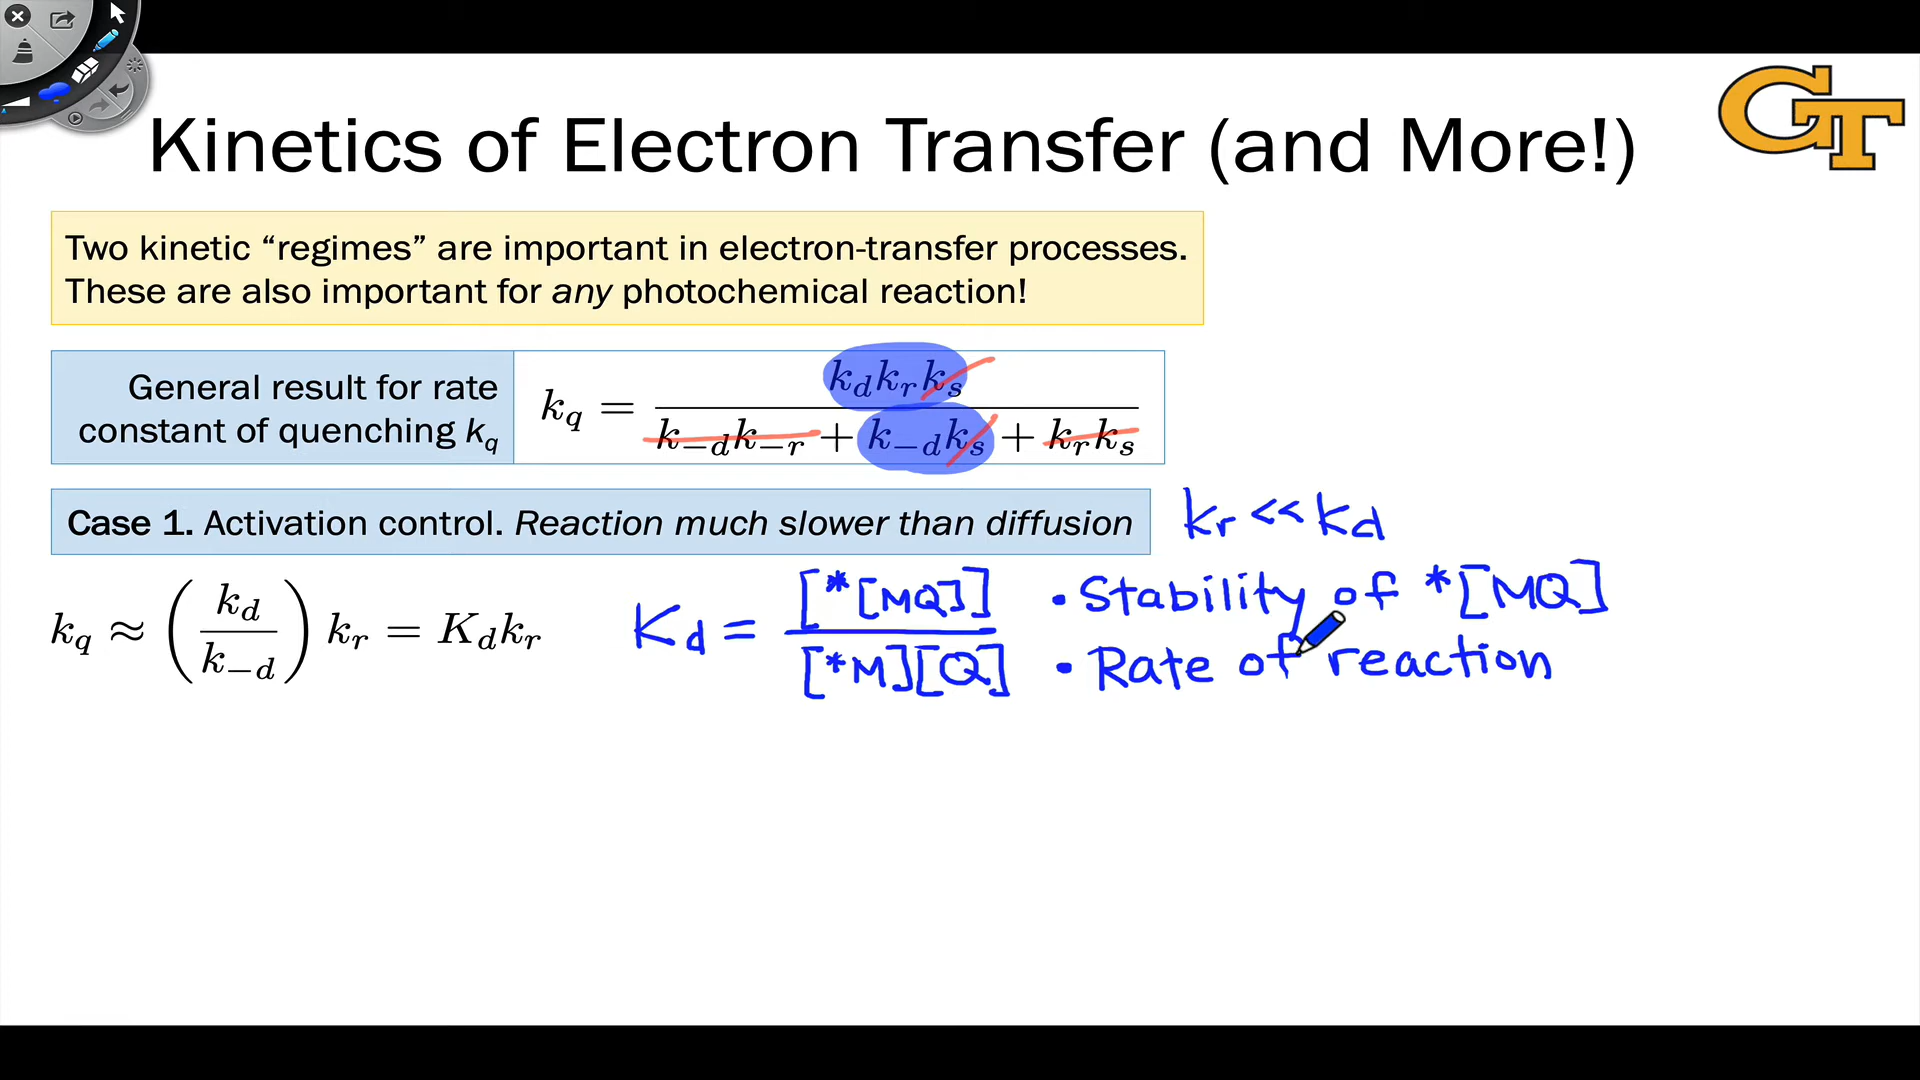 Kinetics of Electron Transfer (and More!)
GT
Two kinetic “regimes” are important in electron-transfer processes.
These are also important for any photochemical reaction!
General result for rate
constant of quenching k_q
k_q = k_d k_r k_s / (k_{-d} k_{-r} + k_{-d} k_s + k_r k_s)
Case 1. Activation control. Reaction much slower than diffusion
k_r << k_d
k_q ≈ (k_d / k_{-d}) k_r = K_d k_r
K_d = [*[MQ]] / [*M][Q]
• Stability of *[MQ]
• Rate of reaction